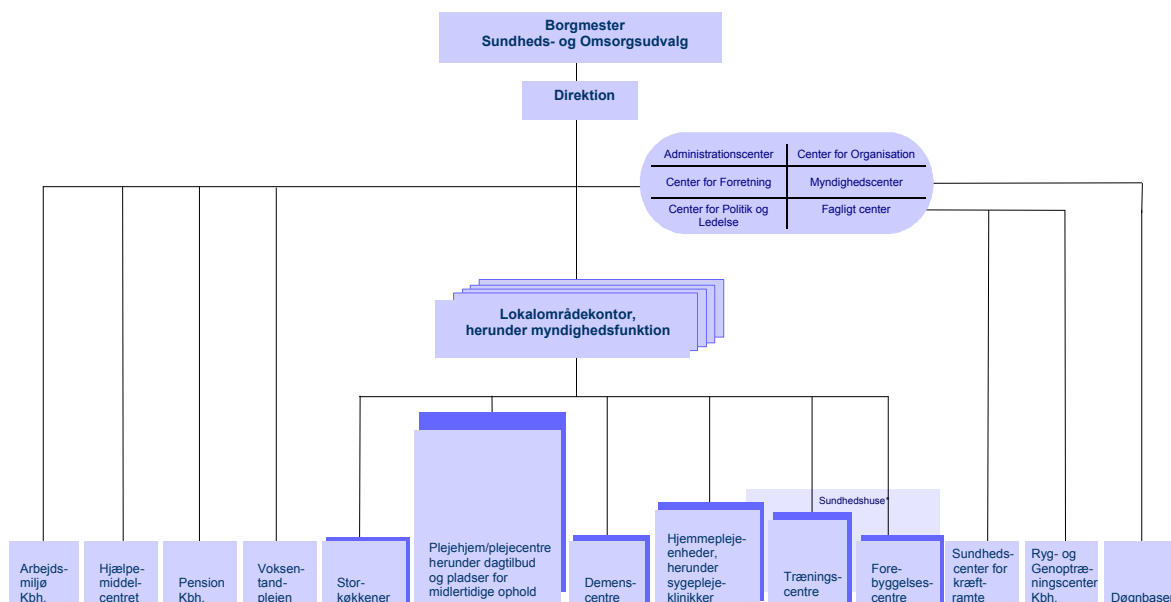 Borgmester
Sundheds- og Omsorgsudvalg
Direktion
Administrationscenter
Center for Organisation
Center for Forretning
Myndighedscenter
Center for Politik og
Ledelse
Fagligt center
Lokalområdekontor,
herunder myndighedsfunktion
Sundhedshuse*
Arbejds-
miljø
Kbh.
Hjælpe-
middel-
centret
Pension
Kbh.
Voksen-
tand-
plejen
Stor-
køkkener
Plejehjem/plejecentre
herunder dagtilbud
og pladser for
midlertidige ophold
Demens-
centre
Hjemmepleje-
enheder,
herunder
sygepleje-
klinikker
Trænings-
centre
Fore-
byggelses-
centre
Sundheds-
center for
kræft-
ramte
Ryg- og
Genoptræ-
ningscenter
Kbh.
Døgnbasen